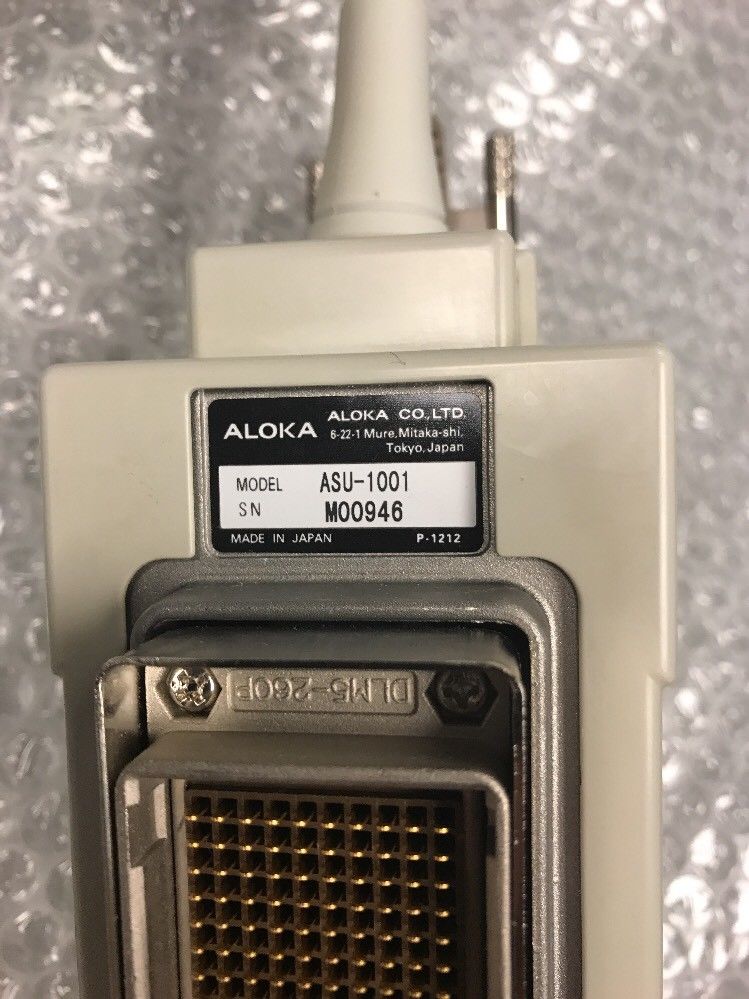 ALOKA
ALOKA CO.,LTD.
6-22-1 Mure,Mitaka-shi,
Tokyo,Japan
MODEL ASU-1001
SN M00946
MADE IN JAPAN P-1212
DLM5-260P